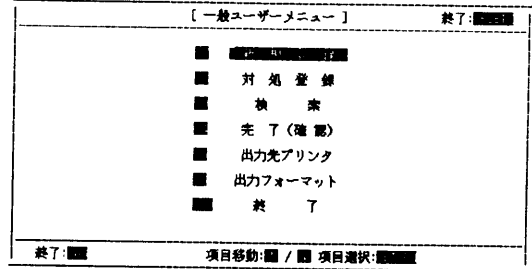 [ 一般ユーザーメニュー ] 終了:
対 処 登 録
検 索
完 了 (確 認)
出力先プリンタ
出力フォーマット
終 了
終了: 項目移動: / 項目選択: